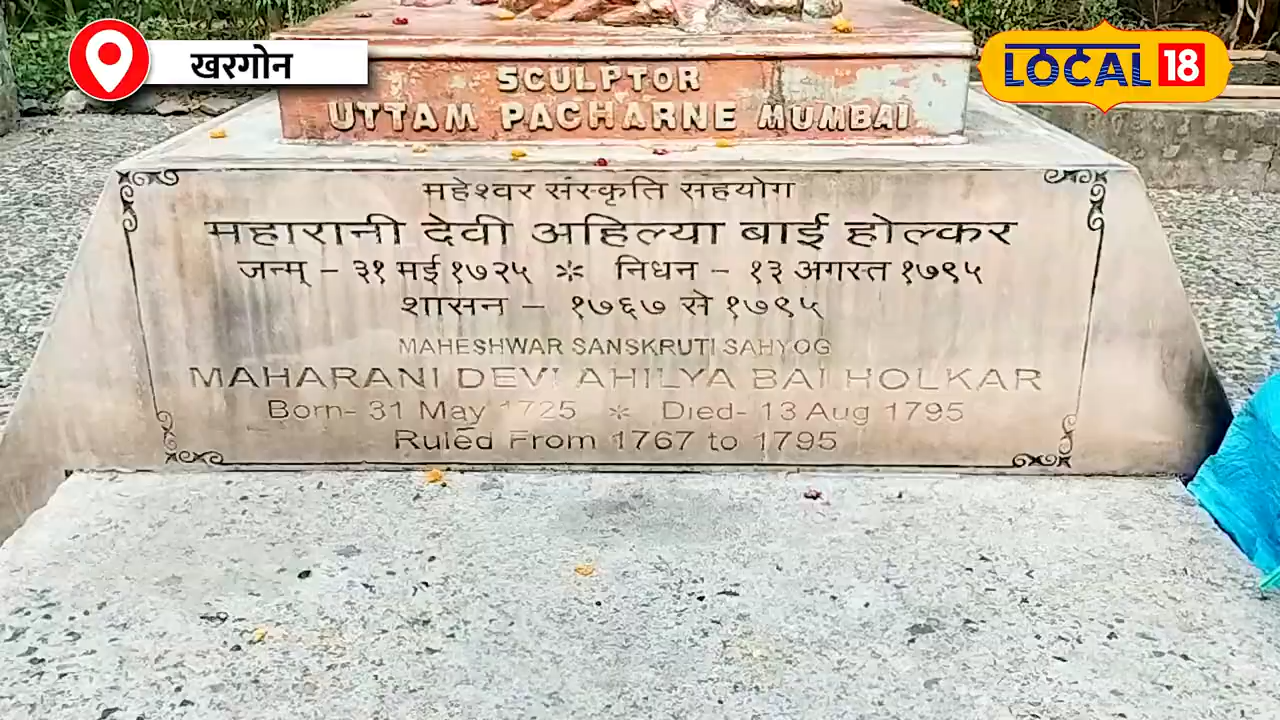 खरगोन
LOCAL 18
SCULPTOR
UTTAM PACHARNE MUMBAI
महेश्वर संस्कृति सहयोग
महारानी देवी अहिल्या बाई होल्कर
जन्म् – ३१ मई १७२५ * निधन – १३ अगस्त १७९५
शासन – १७६७ से १७९५
MAHESHWAR SANSKRUTI SAHYOG
MAHARANI DEVI AHILYA BAI HOLKAR
Born- 31 May 1725 * Died- 13 Aug 1795
Ruled From 1767 to 1795